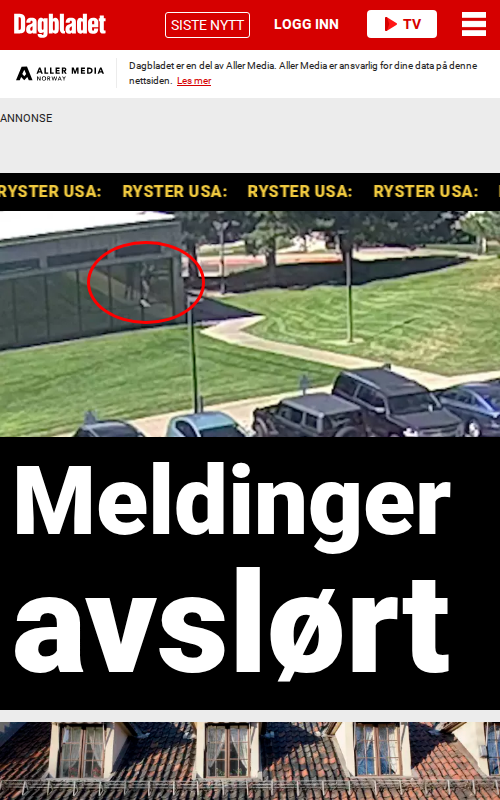 Dagbladet
SISTE NYTT
LOGG INN
TV
ALLER MEDIA
NORWAY
Dagbladet er en del av Aller Media. Aller Media er ansvarlig for dine data på denne
nettsiden. Les mer
ANNONSE
RYSTER USA: RYSTER USA: RYSTER USA: RYSTER USA:
Meldinger
avslørt